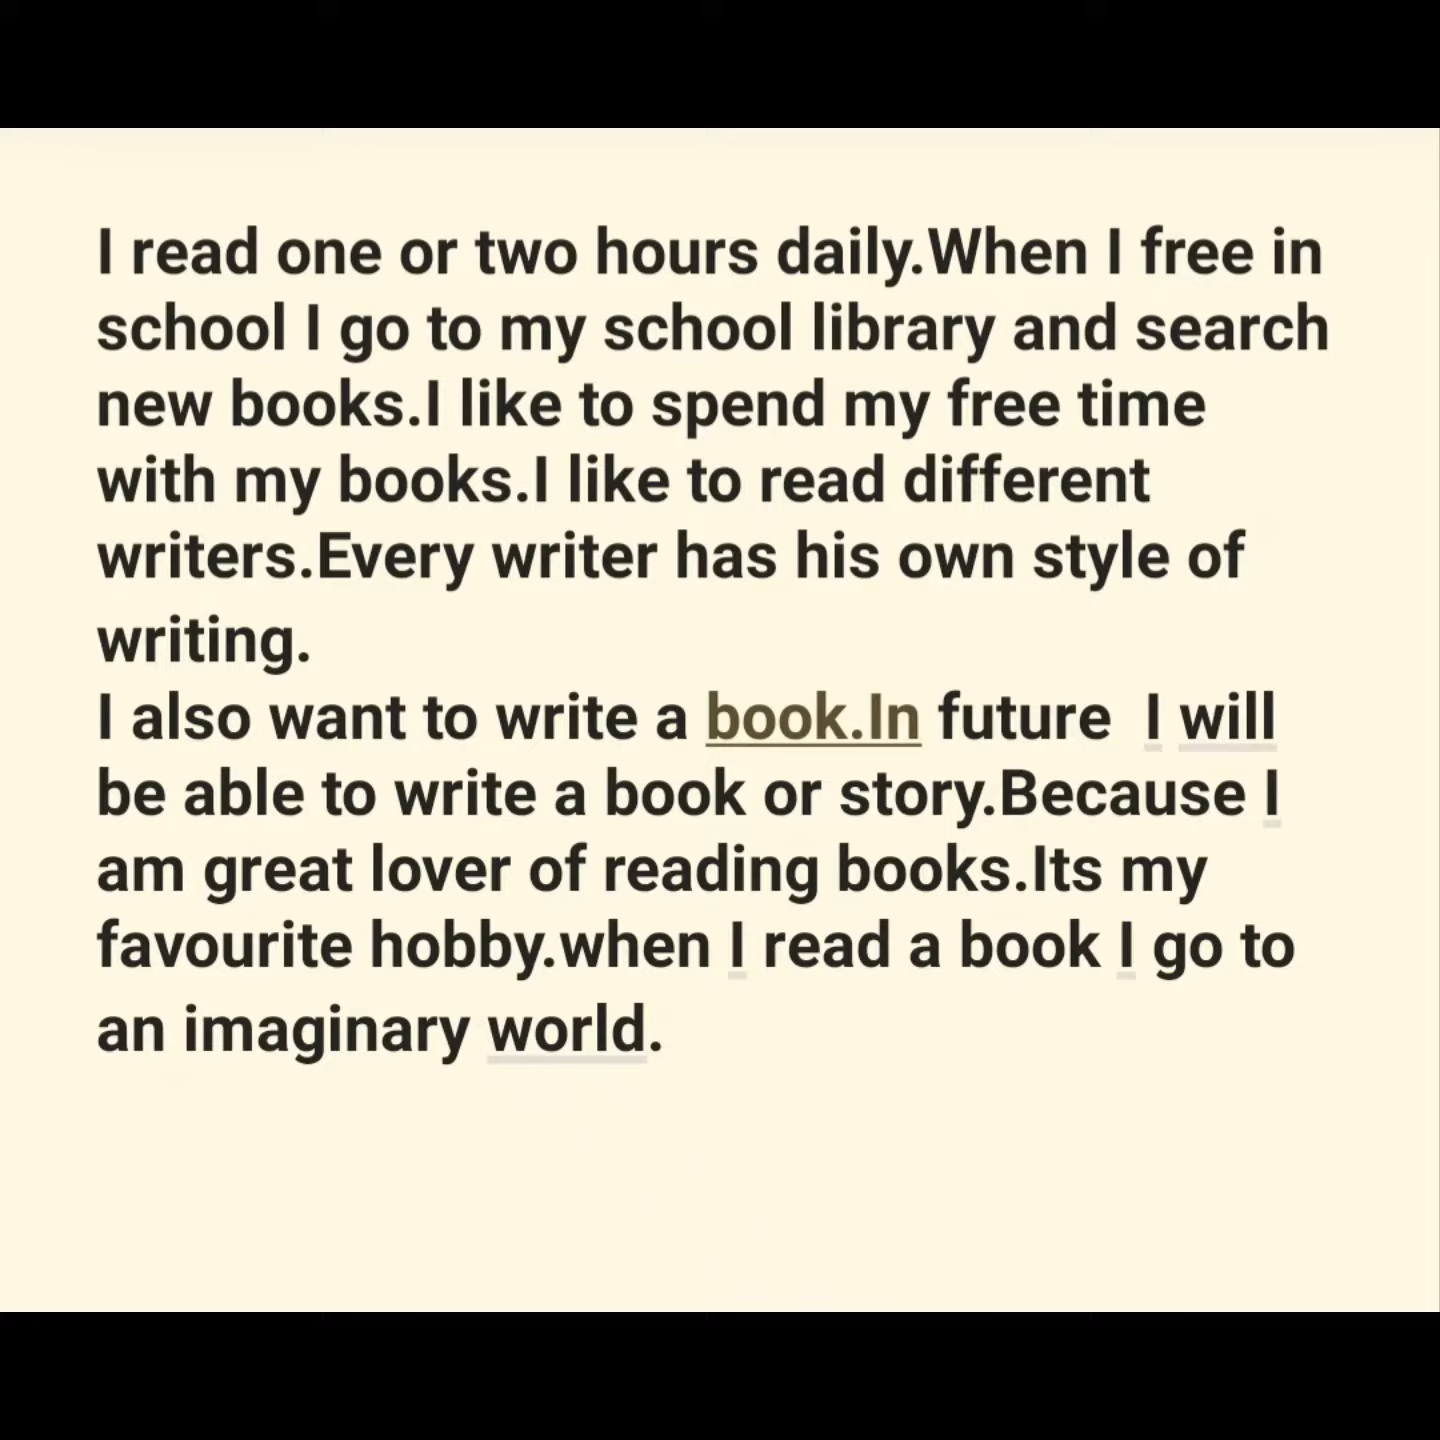 I read one or two hours daily.When I free in
school I go to my school library and search
new books.I like to spend my free time
with my books.I like to read different
writers.Every writer has his own style of
writing.
I also want to write a book.In future  I will
be able to write a book or story.Because I
am great lover of reading books.Its my
favourite hobby.when I read a book I go to
an imaginary world.